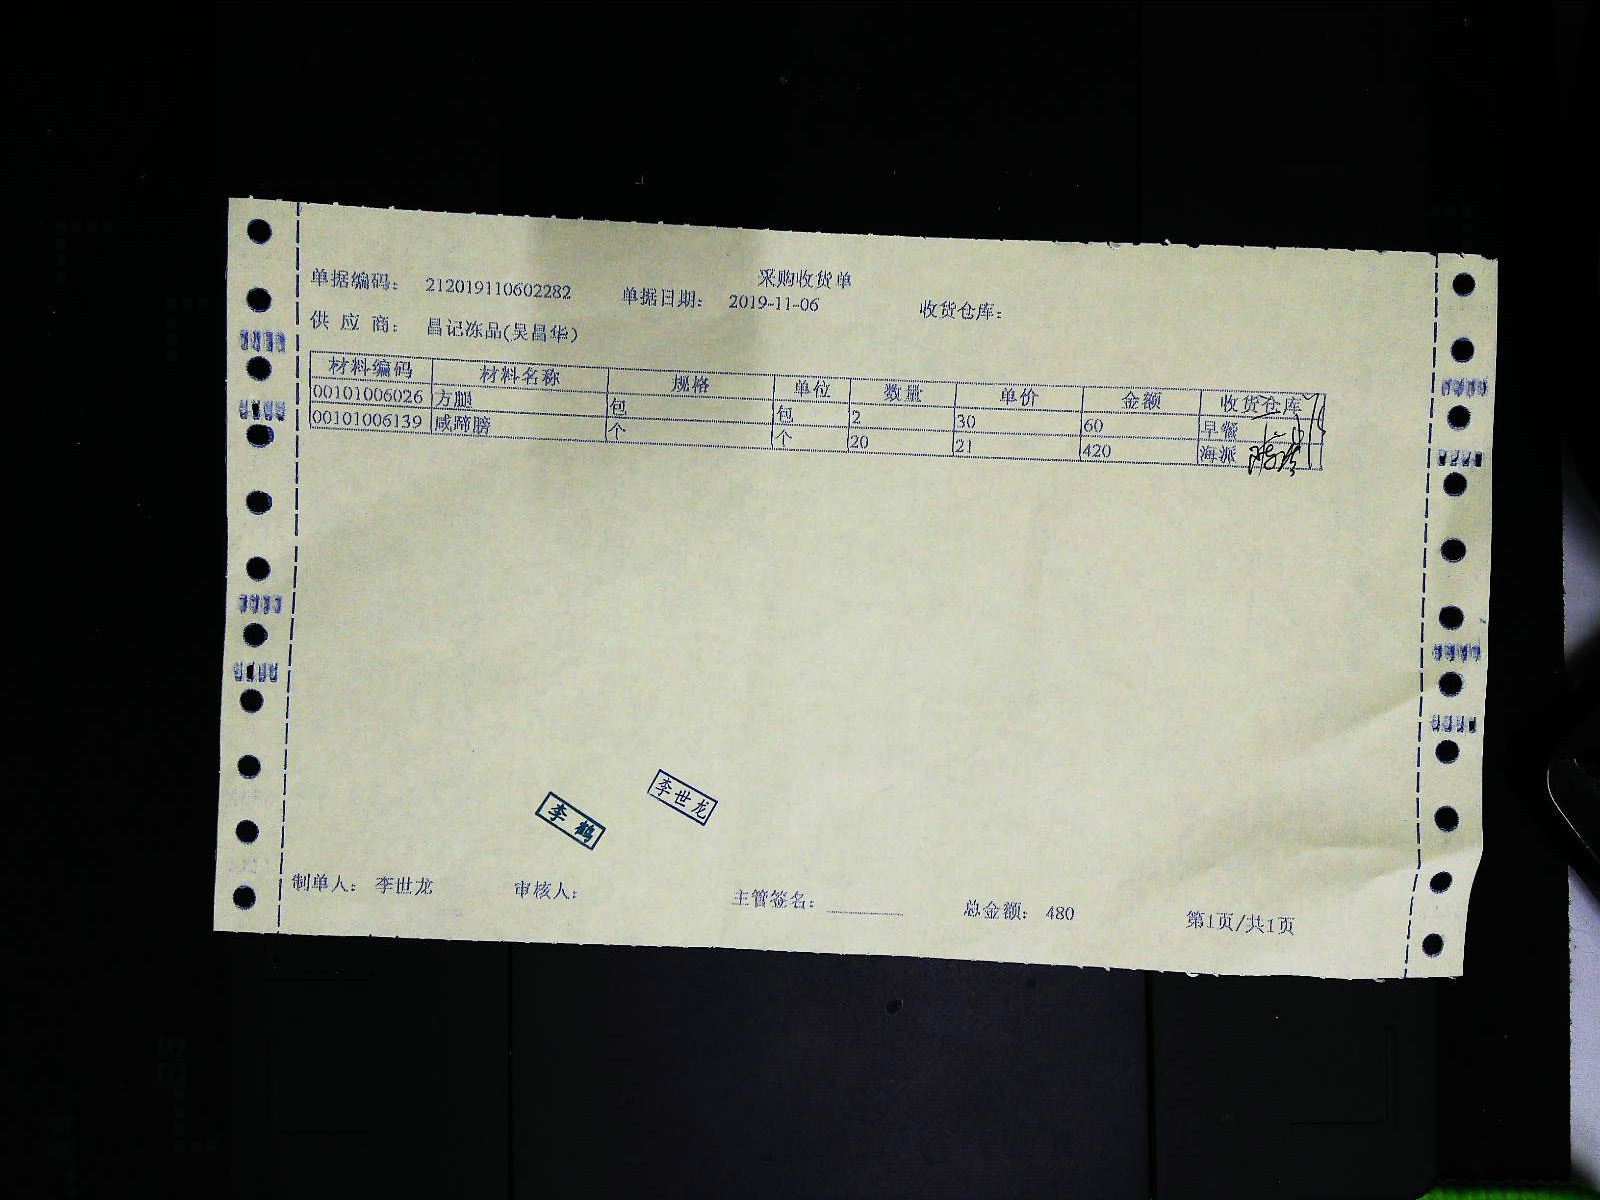 采购收货单
单据编码： 212019110602282 单据日期： 2019-11-06 收货仓库：
供 应 商： 昌记冻品(吴昌华)
材料编码 材料名称 规格 单位 数量 单价 金额 收货仓库
00101006026 方腿 包 包 2 30 60 早餐
00101006139 咸蹄膀 个 个 20 21 420 海派
李鹤
李世龙
制单人： 李世龙 审核人： 主管签名： 总金额： 480 第1页/共1页